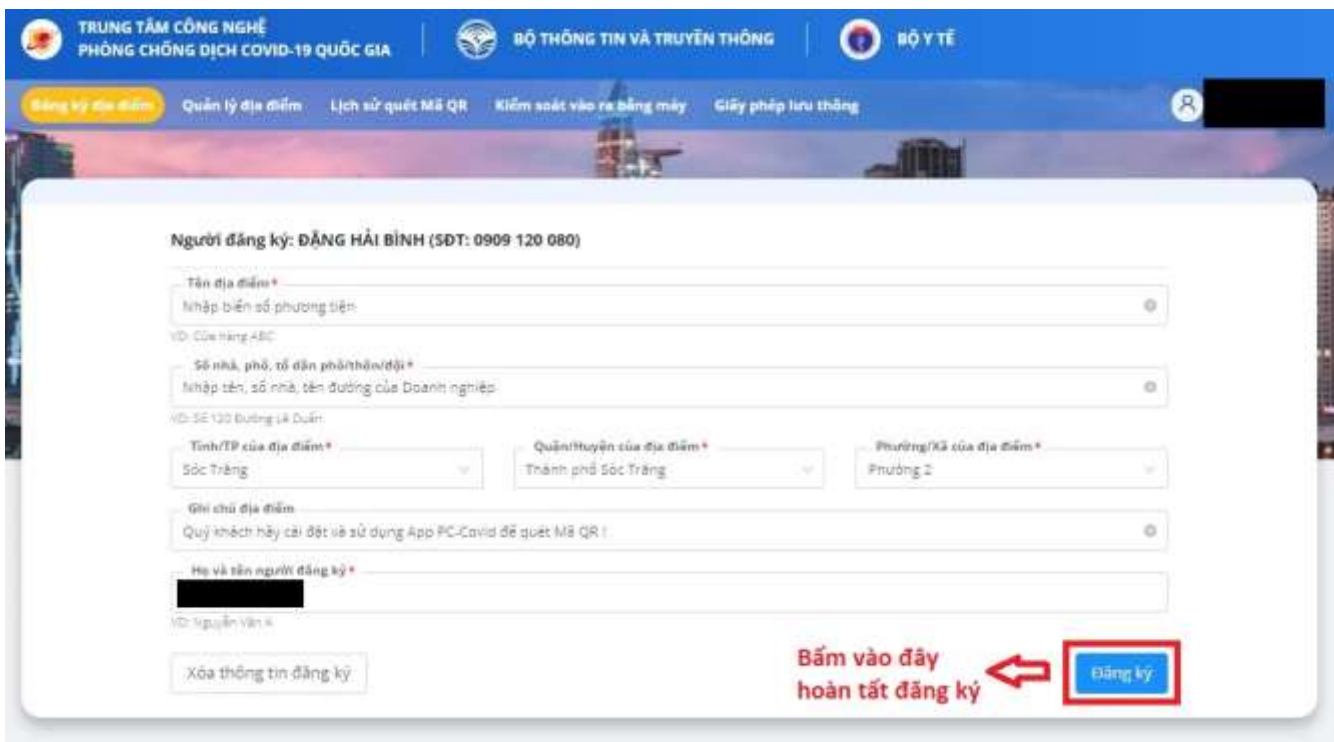 TRUNG TÂM CÔNG NGHỆ
PHÒNG CHỐNG DỊCH COVID-19 QUỐC GIA
BỘ THÔNG TIN VÀ TRUYỀN THÔNG
BỘ Y TẾ
Đăng ký địa điểm Quản lý địa điểm Lịch sử quét Mã QR Kiểm soát vào ra bằng máy Giấy phép lưu thông
Người đăng ký: ĐẶNG HẢI BÌNH (SĐT: 0909 120 080)
Tên địa điểm *
Nhập biển số phương tiện
VD: Cửa hàng ABC
Số nhà, phố, tổ dân phố/thôn/đội *
Nhập tên, số nhà, tên đường của Doanh nghiệp
VD: Số 120 Đường Lê Duẩn
Tỉnh/TP của địa điểm * Quận/Huyện của địa điểm * Phường/Xã của địa điểm *
Sóc Trăng Thành phố Sóc Trăng Phường 2
Ghi chú địa điểm
Quý khách hãy cài đặt và sử dụng App PC-Covid để quét Mã QR !
Họ và tên người đăng ký *
VD: Nguyễn Văn A
Xóa thông tin đăng ký
Bấm vào đây
hoàn tất đăng ký
Đăng ký